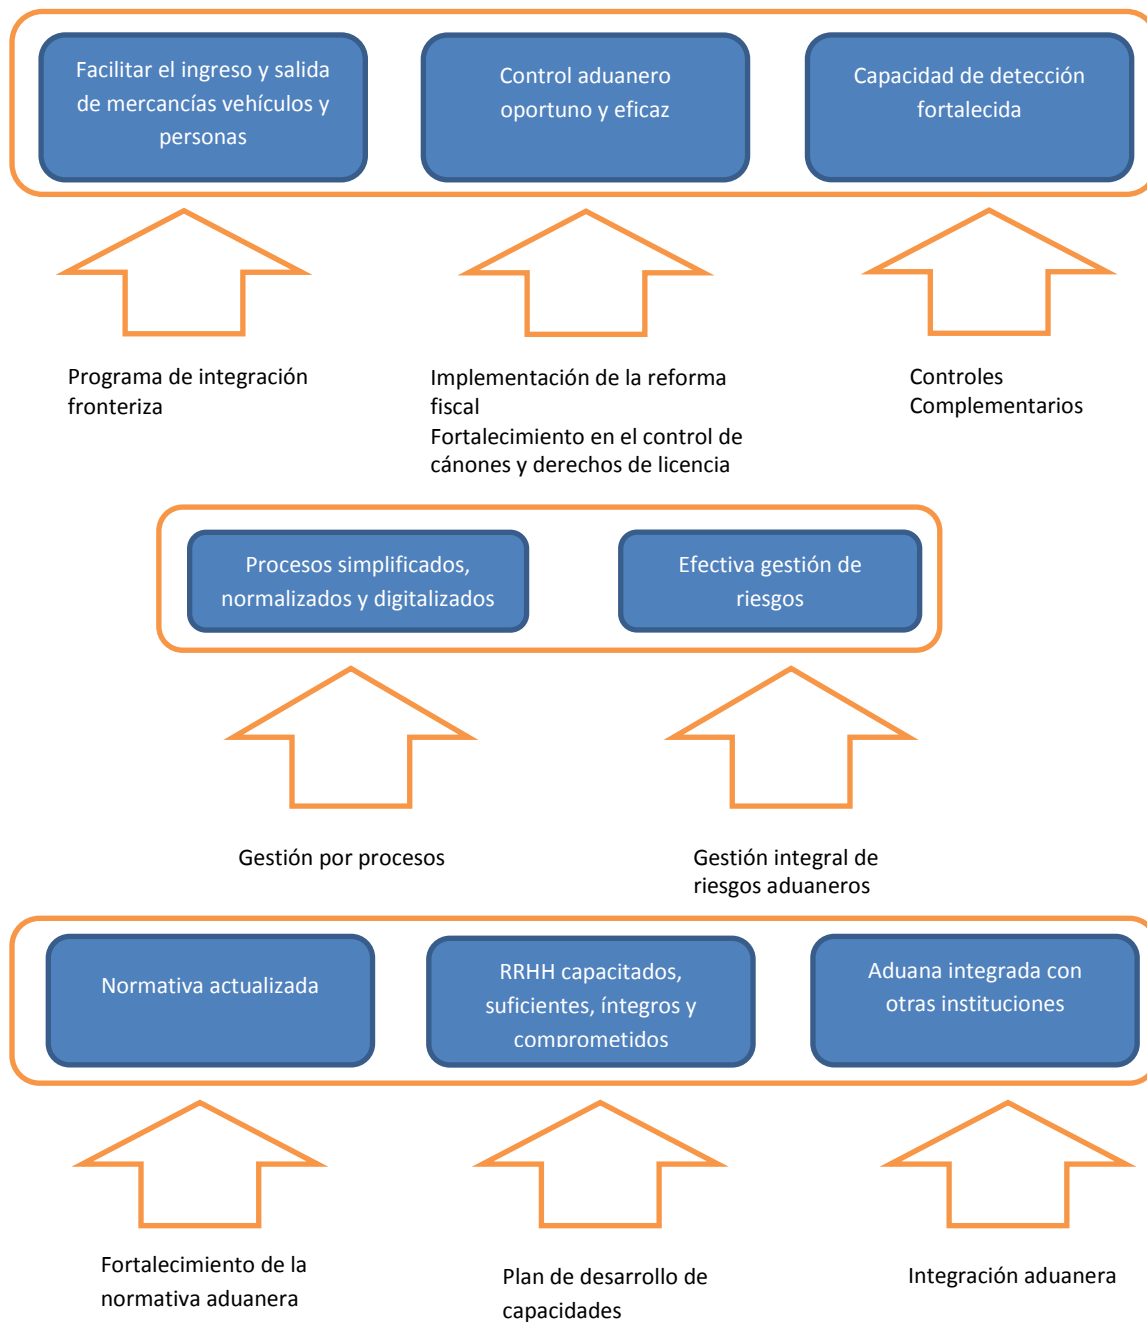 Facilitar el ingreso y salida
de mercancías vehículos y
personas
Control aduanero
oportuno y eficaz
Capacidad de detección
fortalecida
Programa de integración
fronteriza
Implementación de la reforma
fiscal
Fortalecimiento en el control de
cánones y derechos de licencia
Controles
Complementarios
Procesos simplificados,
normalizados y digitalizados
Efectiva gestión de
riesgos
Gestión por procesos
Gestión integral de
riesgos aduaneros
Normativa actualizada
RRHH capacitados,
suficientes, íntegros y
comprometidos
Aduana integrada con
otras instituciones
Fortalecimiento de la
normativa aduanera
Plan de desarrollo de
capacidades
Integración aduanera